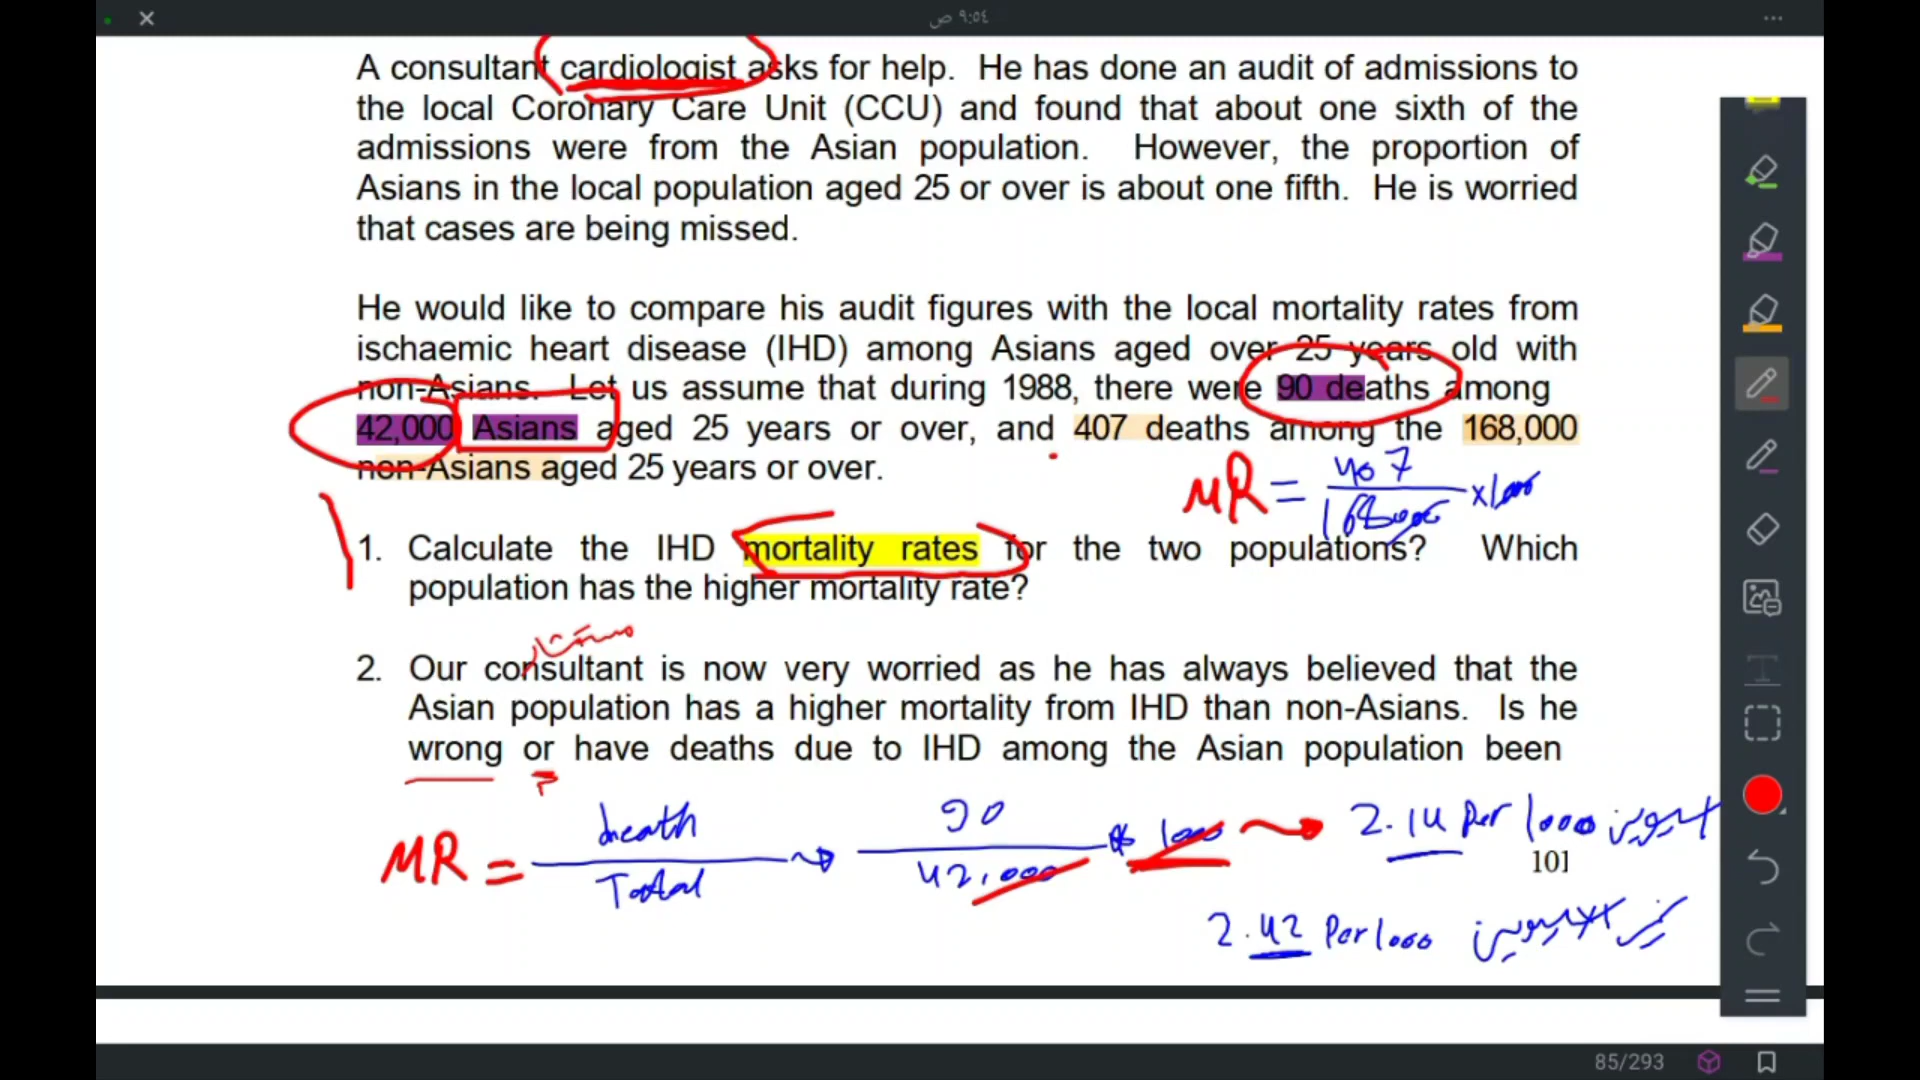 ٩:٥٤ ص
A consultant cardiologist asks for help. He has done an audit of admissions to
the local Coronary Care Unit (CCU) and found that about one sixth of the
admissions were from the Asian population. However, the proportion of
Asians in the local population aged 25 or over is about one fifth. He is worried
that cases are being missed.
He would like to compare his audit figures with the local mortality rates from
ischaemic heart disease (IHD) among Asians aged over 25 years old with
non-Asians. Let us assume that during 1988, there were 90 deaths among
42,000 Asians aged 25 years or over, and 407 deaths among the 168,000
non-Asians aged 25 years or over.
MR = 407 / 168000 x1000
1. Calculate the IHD mortality rates for the two populations? Which
population has the higher mortality rate?
2. Our consultant is now very worried as he has always believed that the
Asian population has a higher mortality from IHD than non-Asians. Is he
wrong or have deaths due to IHD among the Asian population been
MR = death / Total → 90 / 42,000 * 1000 → 2.14 Per 1000 اسيويين
101
2.42 Per 1000 غير الاسيويين
85/293